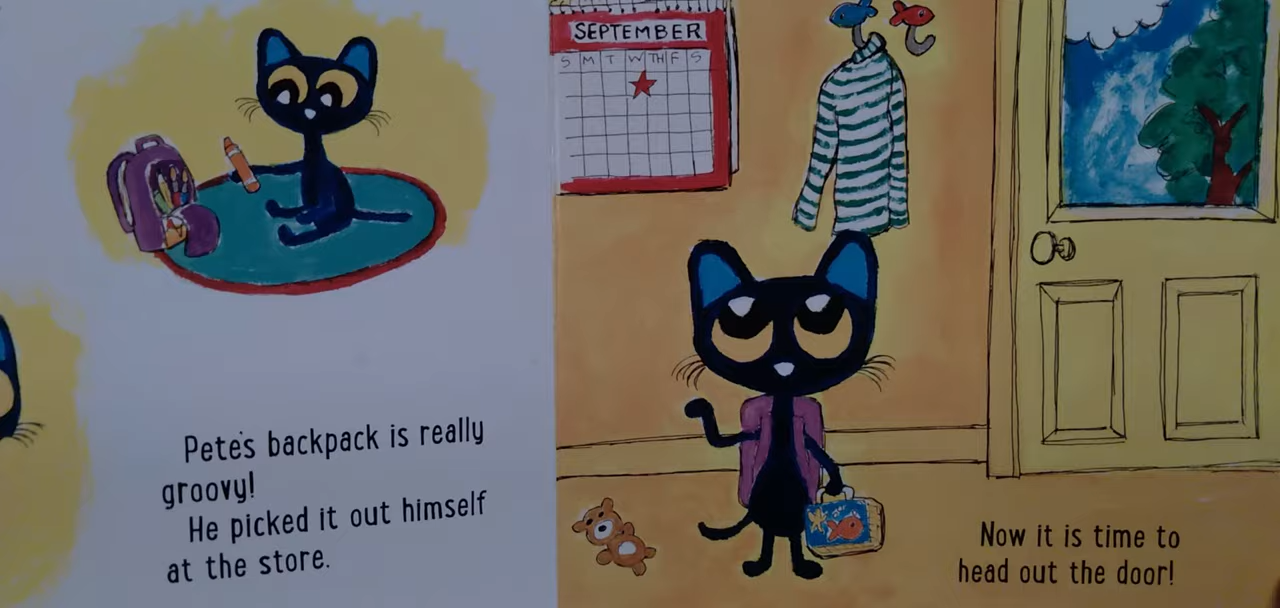 Pete's backpack is really
groovy!
He picked it out himself
at the store.
SEPTEMBER
S M T W TH F S
Now it is time to
head out the door!